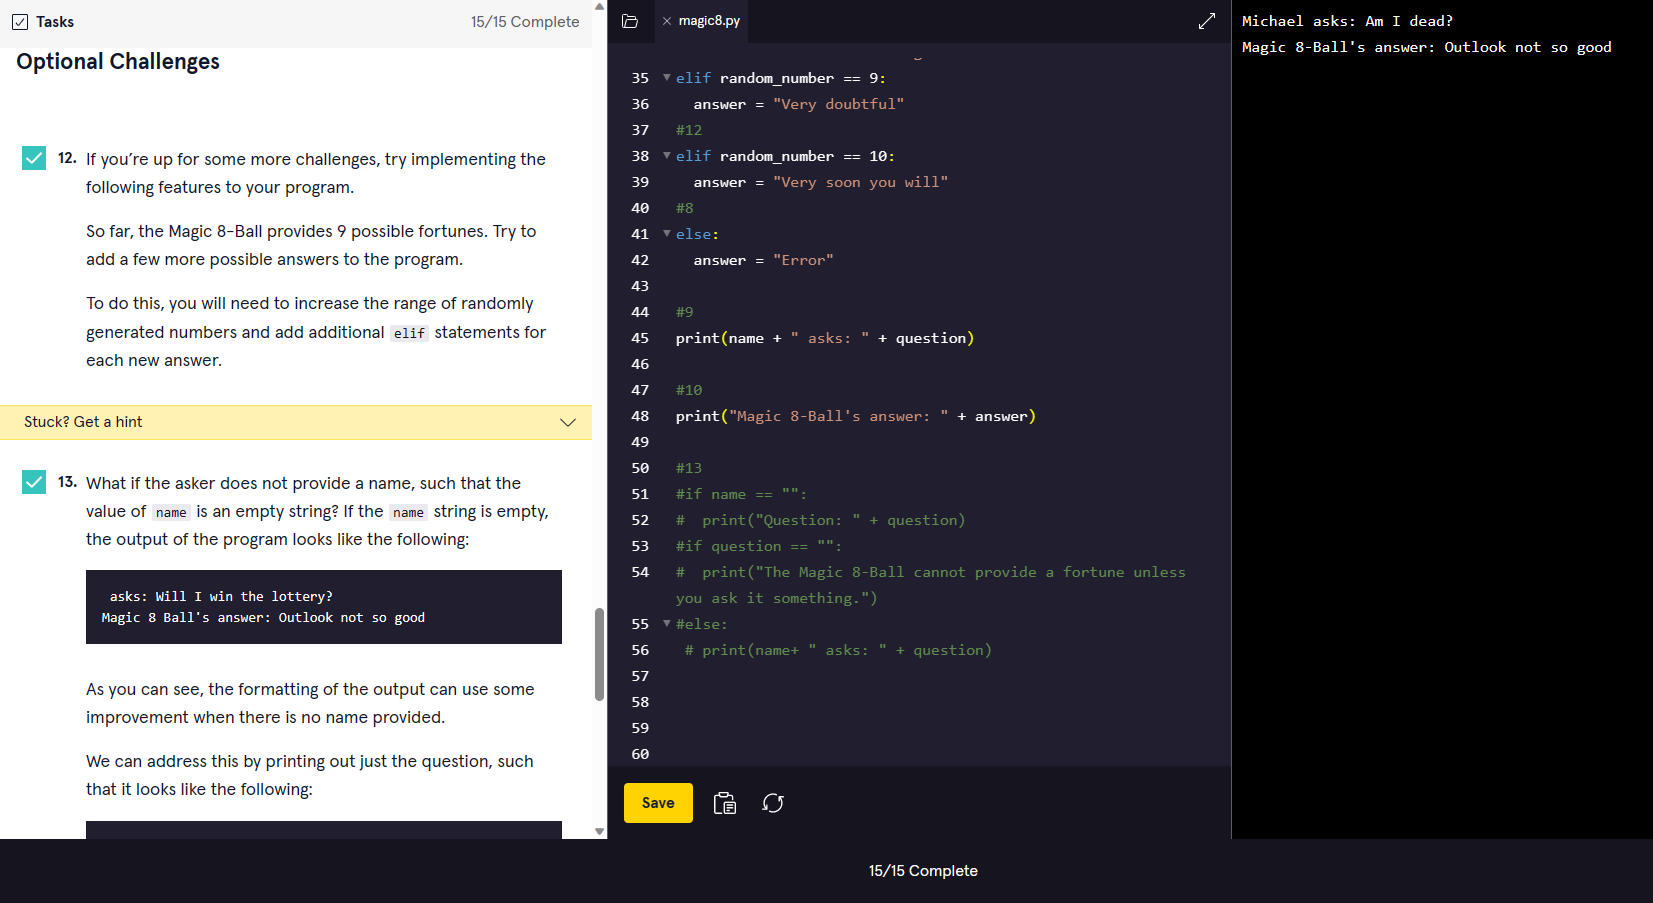 Tasks
15/15 Complete
Optional Challenges
12. If you’re up for some more challenges, try implementing the
following features to your program.
So far, the Magic 8-Ball provides 9 possible fortunes. Try to
add a few more possible answers to the program.
To do this, you will need to increase the range of randomly
generated numbers and add additional elif statements for
each new answer.
Stuck? Get a hint
13. What if the asker does not provide a name, such that the
value of name is an empty string? If the name string is empty,
the output of the program looks like the following:
asks: Will I win the lottery?
Magic 8 Ball's answer: Outlook not so good
As you can see, the formatting of the output can use some
improvement when there is no name provided.
We can address this by printing out just the question, such
that it looks like the following:
magic8.py
35 elif random_number == 9:
36 answer = "Very doubtful"
37 #12
38 elif random_number == 10:
39 answer = "Very soon you will"
40 #8
41 else:
42 answer = "Error"
43
44 #9
45 print(name + " asks: " + question)
46
47 #10
48 print("Magic 8-Ball's answer: " + answer)
49
50 #13
51 #if name == "":
52 #  print("Question: " + question)
53 #if question == "":
54 #  print("The Magic 8-Ball cannot provide a fortune unless
you ask it something.")
55 #else:
56 # print(name+ " asks: " + question)
57
58
59
60
Save
Michael asks: Am I dead?
Magic 8-Ball's answer: Outlook not so good
15/15 Complete